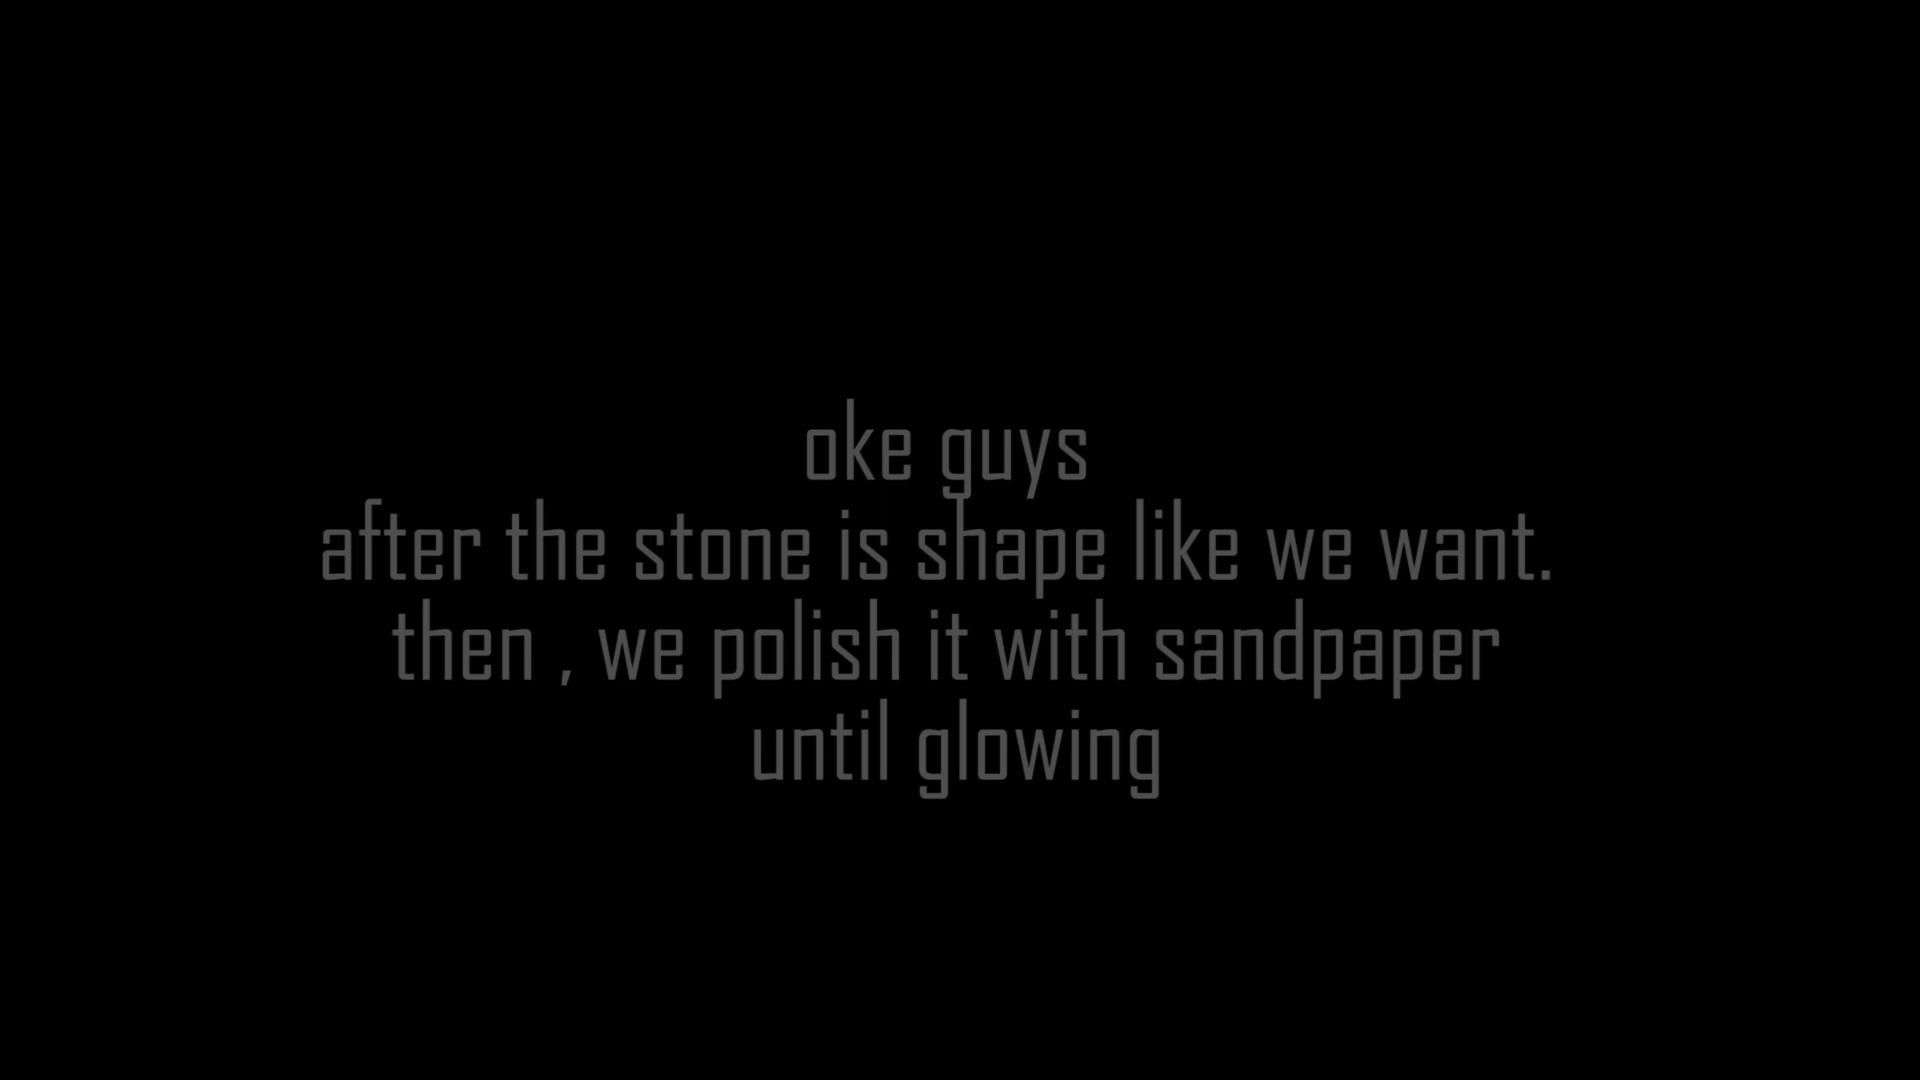 oke guys
after the stone is shape like we want.
then , we polish it with sandpaper
until glowing